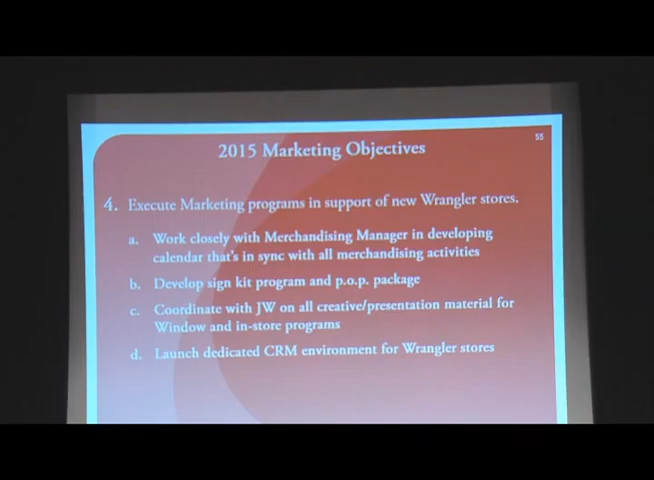 55
2015 Marketing Objectives
4. Execute Marketing programs in support of new Wrangler stores.
a. Work closely with Merchandising Manager in developing
calendar that's in sync with all merchandising activities
b. Develop sign kit program and p.o.p. package
c. Coordinate with JW on all creative/presentation material for
Window and in-store programs
d. Launch dedicated CRM environment for Wrangler stores